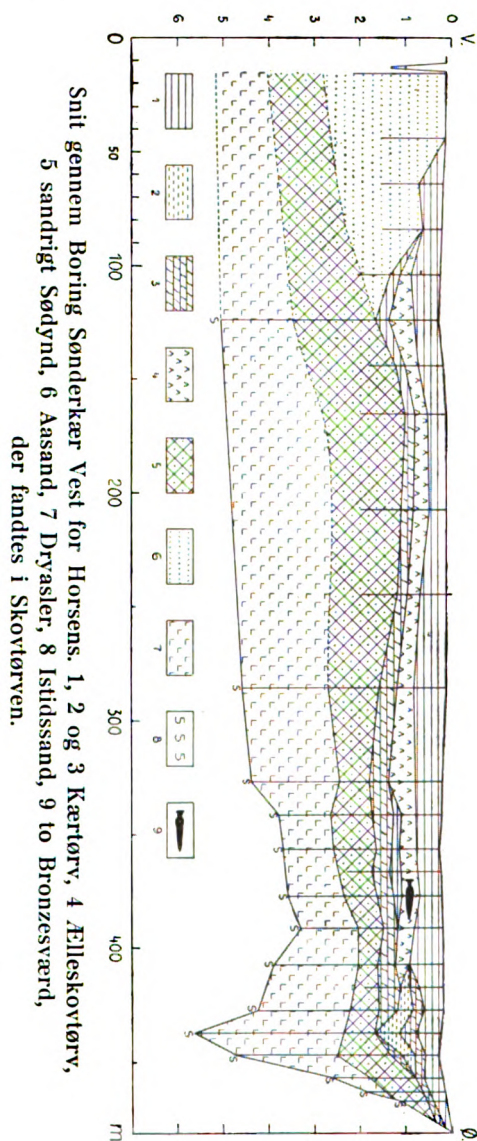 V. Ø.
0
1
2
3
4
5
6
0 50 100 200 300 400 m
S S S S S S S S S S S S S S
1 2 3 4 5 6 7 8 9
S S S
Snit gennem Boring Sønderkær Vest for Horsens. 1, 2 og 3 Kærtørv, 4 Ælleskovtørv,
5 sandrigt Sødynd, 6 Aasand, 7 Dryasler, 8 Istidssand, 9 to Bronzesværd,
der fandtes i Skovtørven.